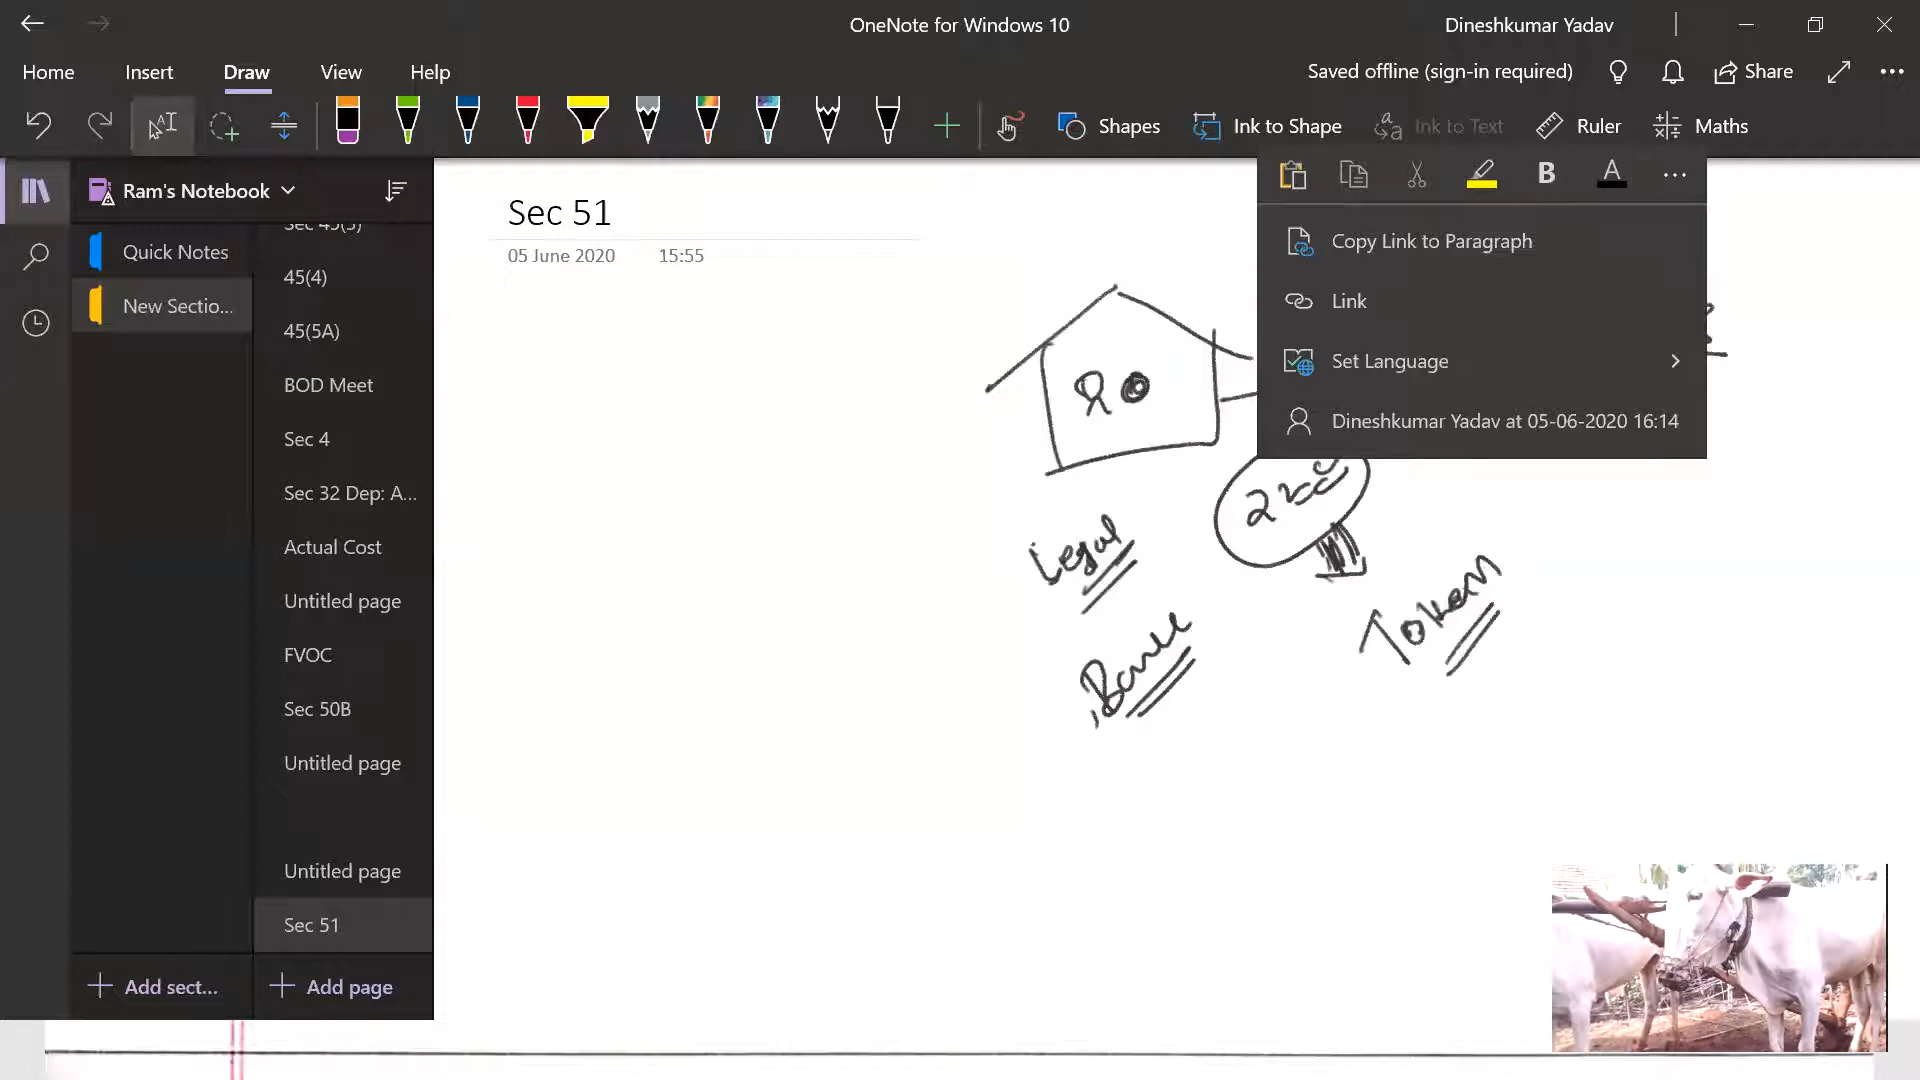 OneNote for Windows 10
Dineshkumar Yadav
Home Insert Draw View Help
Saved offline (sign-in required)
Share
Shapes
Ink to Shape
Ink to Text
Ruler
Maths
Ram's Notebook
Quick Notes
New Sectio...
Sec 45(5)
45(4)
45(5A)
BOD Meet
Sec 4
Sec 32 Dep: A...
Actual Cost
Untitled page
FVOC
Sec 50B
Untitled page
Untitled page
Sec 51
Add sect...
Add page
Sec 51
05 June 2020 15:55
B A
Copy Link to Paragraph
Link
Set Language
Dineshkumar Yadav at 05-06-2020 16:14
Legal
Token
Bank